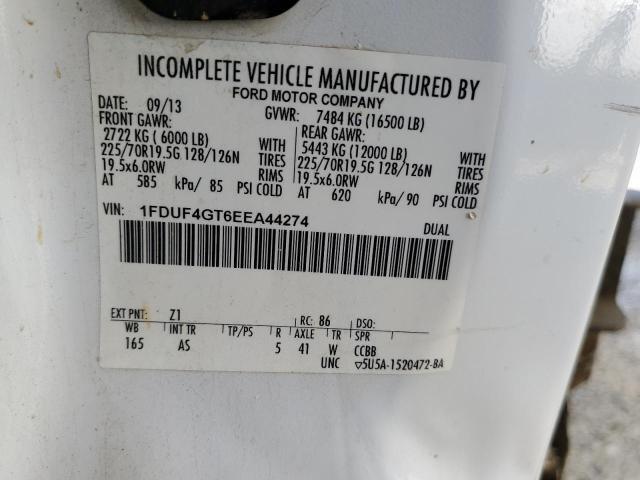 INCOMPLETE VEHICLE MANUFACTURED BY
FORD MOTOR COMPANY
DATE: 09/13 GVWR: 7484 KG (16500 LB)
FRONT GAWR: REAR GAWR:
2722 KG ( 6000 LB) WITH 5443 KG (12000 LB) WITH
225/70R19.5G 128/126N TIRES 225/70R19.5G 128/126N TIRES
19.5x6.0RW RIMS 19.5x6.0RW RIMS
AT 585 kPa/ 85 PSI COLD AT 620 kPa/90 PSI COLD
VIN: 1FDUF4GT6EEA44274 DUAL
EXT PNT: Z1 RC: 86 DSO:
WB INT TR TP/PS R AXLE TR SPR
165 AS 5 41 W CCBB
UNC ▽5U5A-1520472-BA